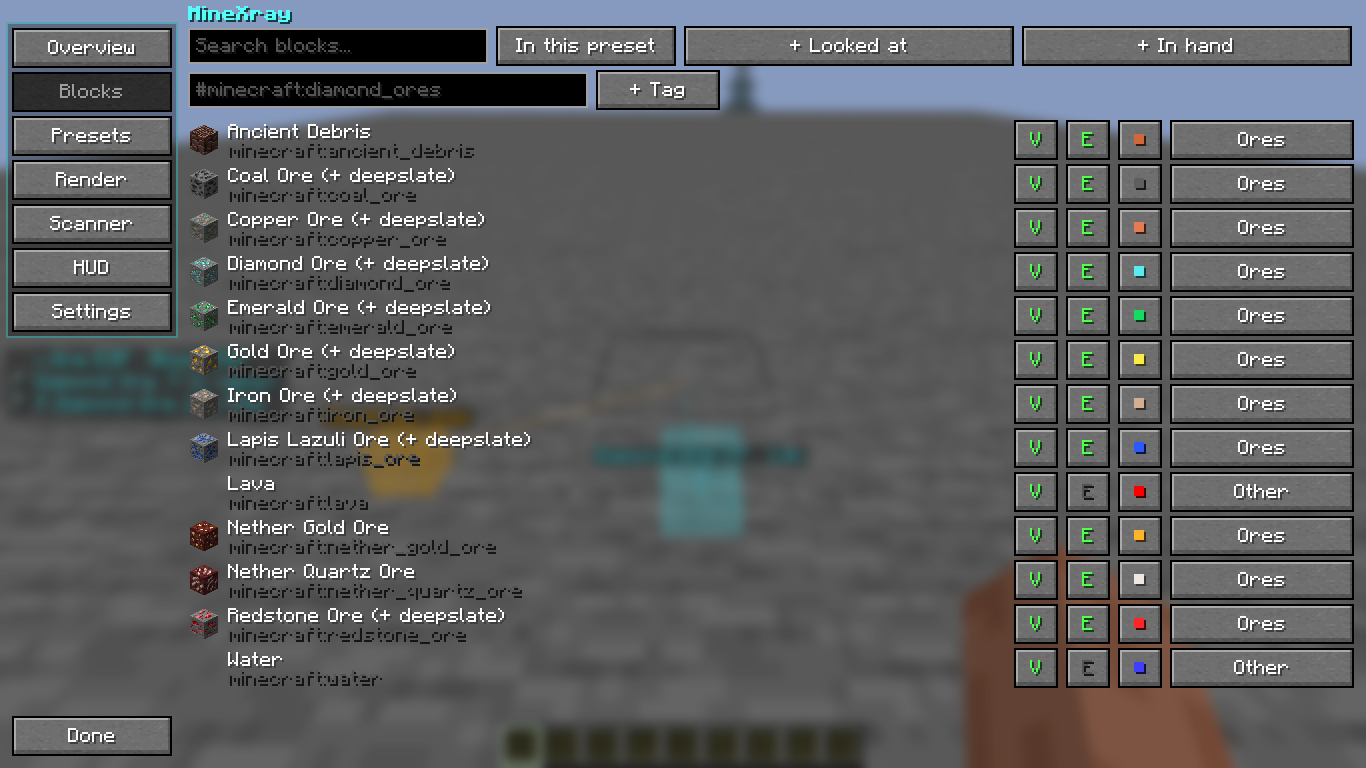 MineXray
Overview
Blocks
Presets
Render
Scanner
HUD
Settings
Done
Search blocks...
In this preset
+ Looked at
+ In hand
#minecraft:diamond_ores
+ Tag
Ancient Debris
minecraft:ancient_debris
V E Ores
Coal Ore (+ deepslate)
minecraft:coal_ore
V E Ores
Copper Ore (+ deepslate)
minecraft:copper_ore
V E Ores
Diamond Ore (+ deepslate)
minecraft:diamond_ore
V E Ores
Emerald Ore (+ deepslate)
minecraft:emerald_ore
V E Ores
Gold Ore (+ deepslate)
minecraft:gold_ore
V E Ores
Iron Ore (+ deepslate)
minecraft:iron_ore
V E Ores
Lapis Lazuli Ore (+ deepslate)
minecraft:lapis_ore
V E Ores
Lava
minecraft:lava
V E Other
Nether Gold Ore
minecraft:nether_gold_ore
V E Ores
Nether Quartz Ore
minecraft:nether_quartz_ore
V E Ores
Redstone Ore (+ deepslate)
minecraft:redstone_ore
V E Ores
Water
minecraft:water
V E Other